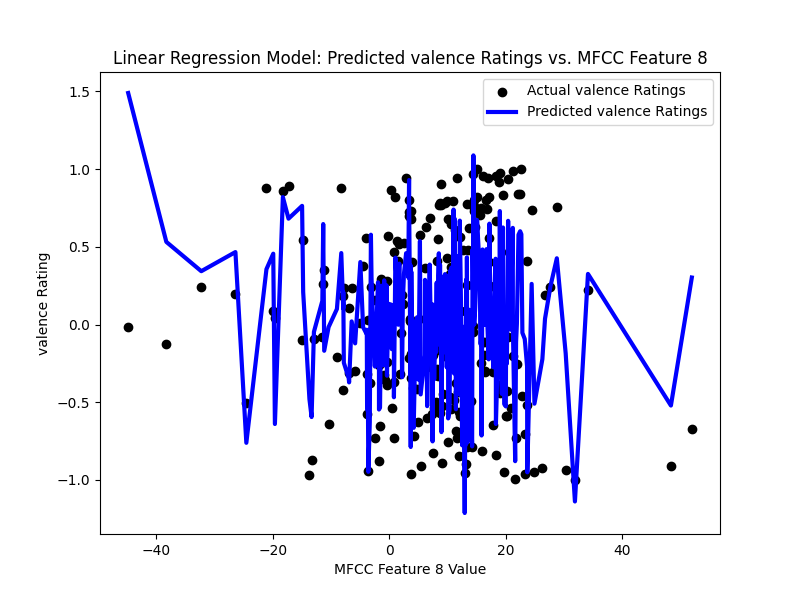 Linear Regression Model: Predicted valence Ratings vs. MFCC Feature 8
Actual valence Ratings
Predicted valence Ratings
1.5
1.0
0.5
0.0
−0.5
−1.0
valence Rating
−40
−20
0
20
40
MFCC Feature 8 Value